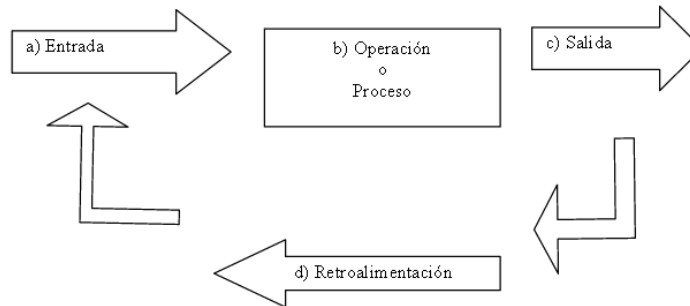 a) Entrada
b) Operación
o
Proceso
c) Salida
d) Retroalimentación